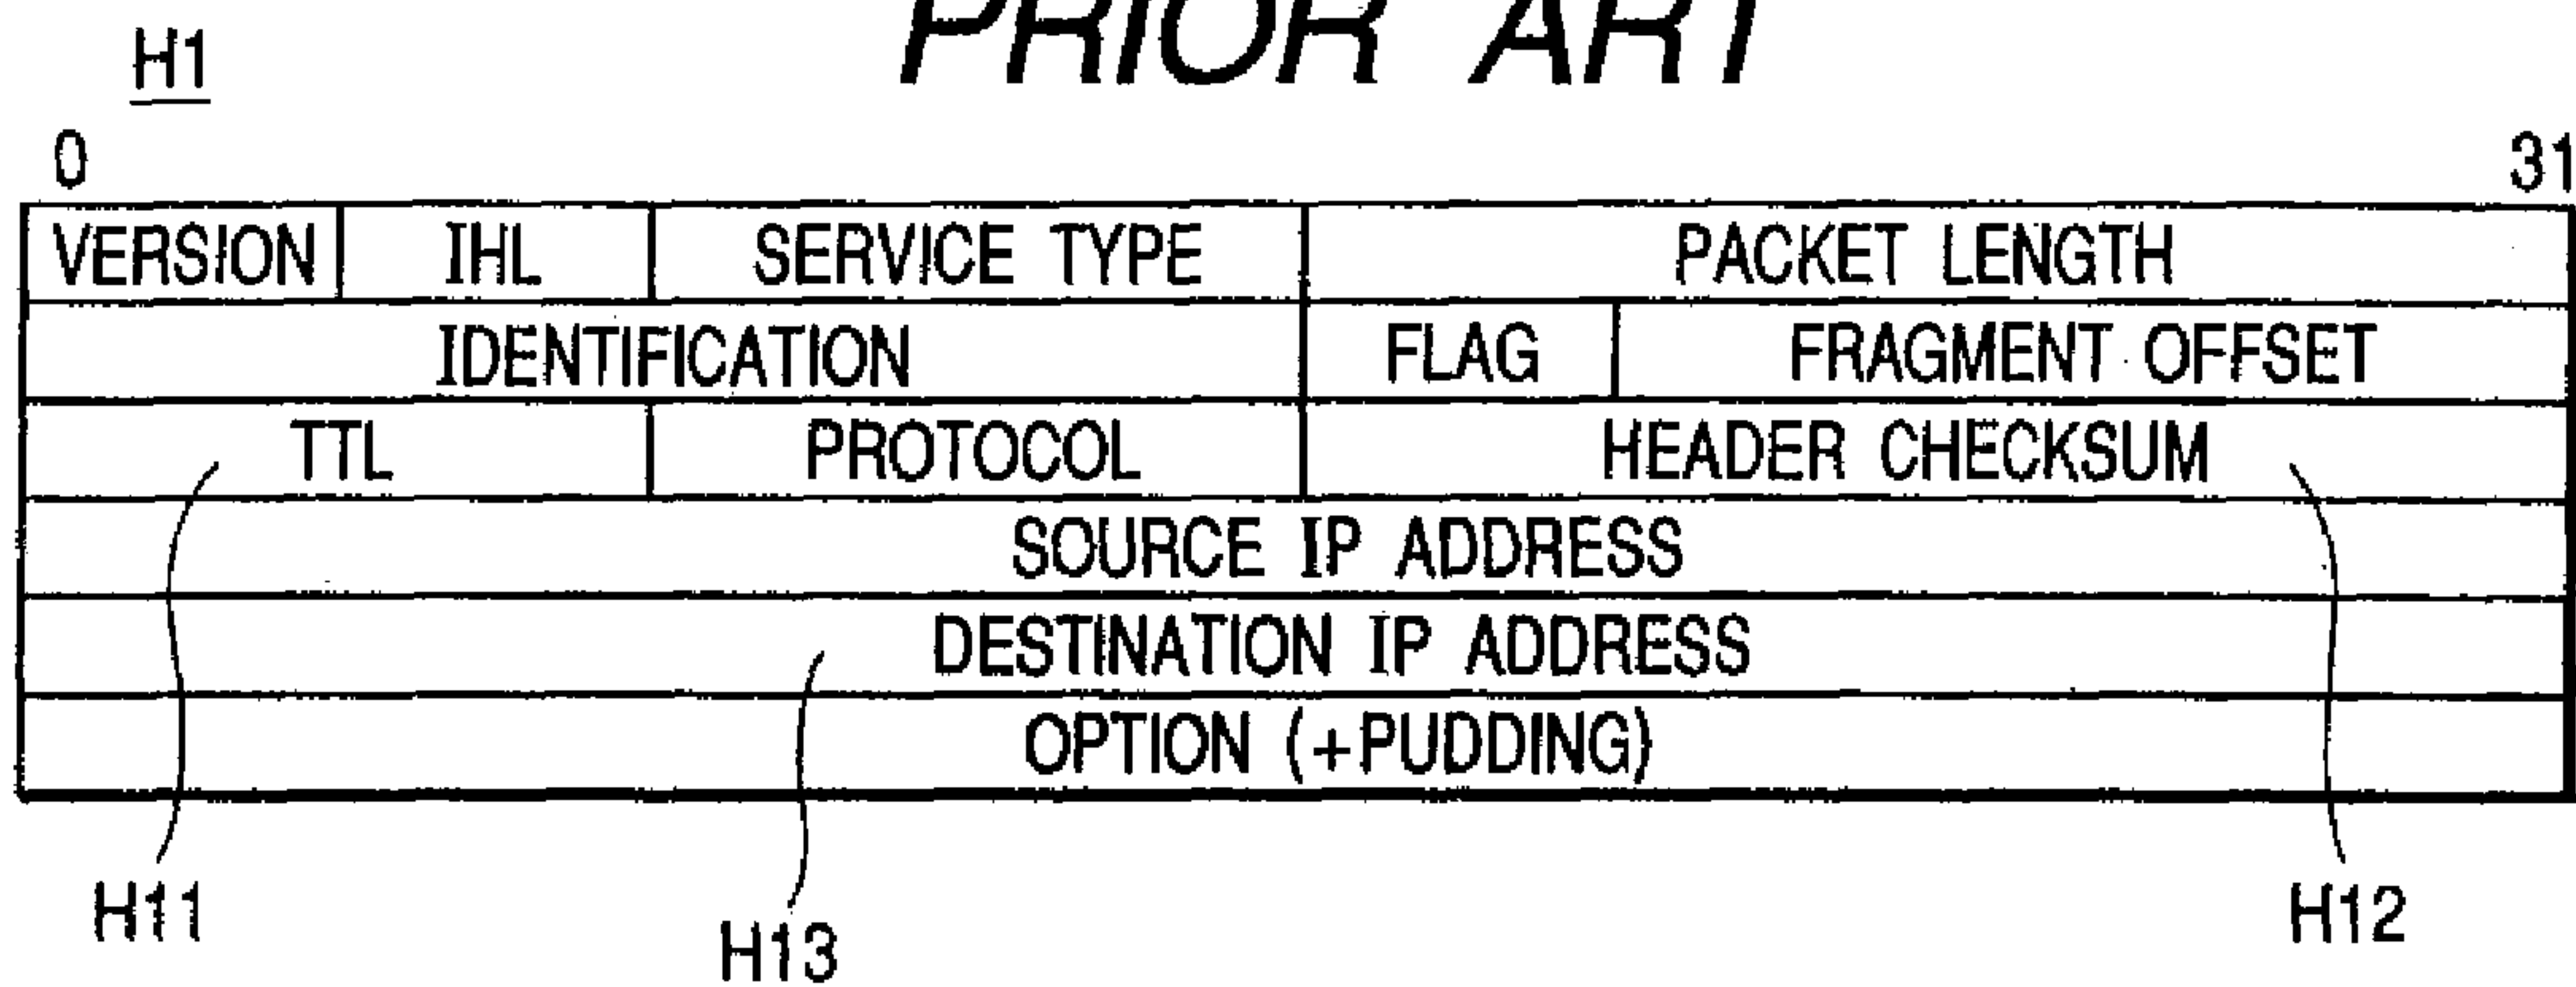 PRIOR ART
H1
0 31
VERSION IHL SERVICE TYPE PACKET LENGTH
IDENTIFICATION FLAG FRAGMENT OFFSET
TTL PROTOCOL HEADER CHECKSUM
SOURCE IP ADDRESS
DESTINATION IP ADDRESS
OPTION (+PUDDING)
H11 H13 H12